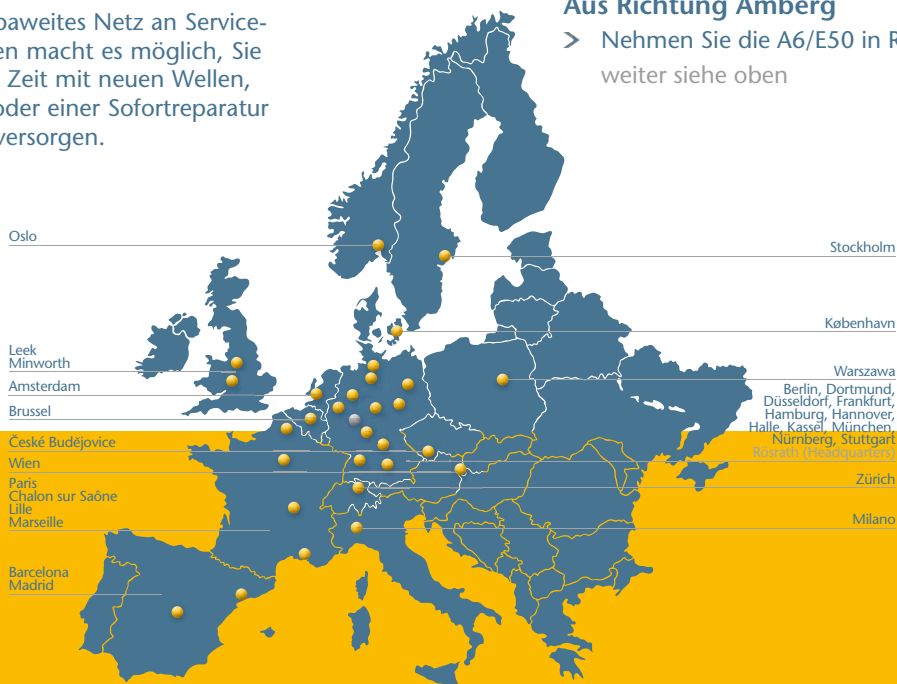 paweites Netz an Service-
en macht es möglich, Sie
Zeit mit neuen Wellen,
oder einer Sofortreparatur
versorgen.
Aus Richtung Amberg
> Nehmen Sie die A6/E50 in R
weiter siehe oben
Oslo
Leek
Minworth
Amsterdam
Brussel
České Budějovice
Wien
Paris
Chalon sur Saône
Lille
Marseille
Barcelona
Madrid
Stockholm
København
Warszawa
Berlin, Dortmund,
Düsseldorf, Frankfurt,
Hamburg, Hannover,
Halle, Kassel, München,
Nürnberg, Stuttgart
Rösrath (Headquarters)
Zürich
Milano